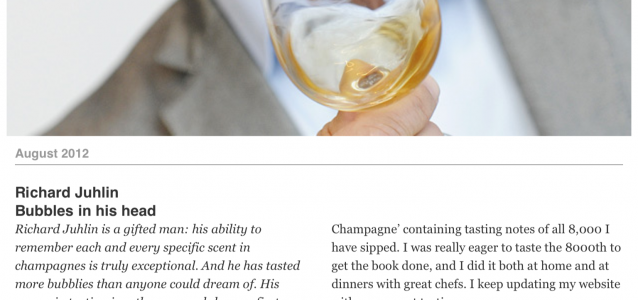 August 2012
Richard Juhlin
Bubbles in his head
Richard Juhlin is a gifted man: his ability to
remember each and every specific scent in
champagnes is truly exceptional. And he has tasted
more bubblies than anyone could dream of. His
Champagne’ containing tasting notes of all 8,000 I
have sipped. I was really eager to taste the 8000th to
get the book done, and I did it both at home and at
dinners with great chefs. I keep updating my website